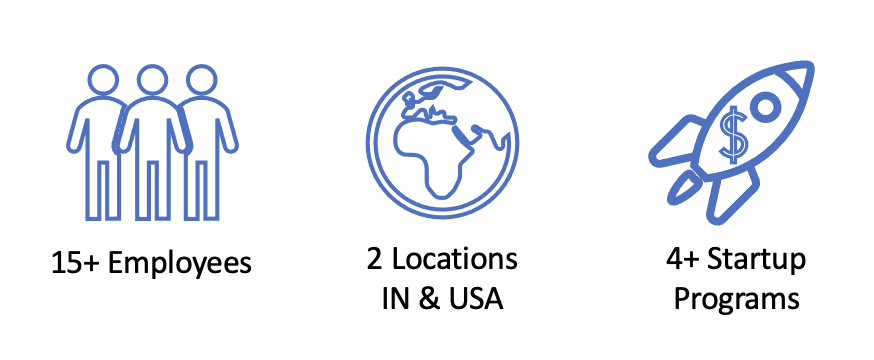 15+ Employees
2 Locations
IN & USA
4+ Startup
Programs
$